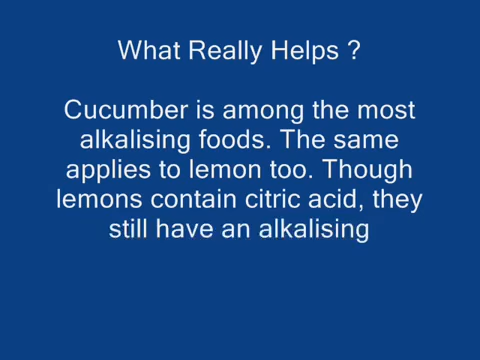 What Really Helps ?
Cucumber is among the most
alkalising foods. The same
applies to lemon too. Though
lemons contain citric acid, they
still have an alkalising